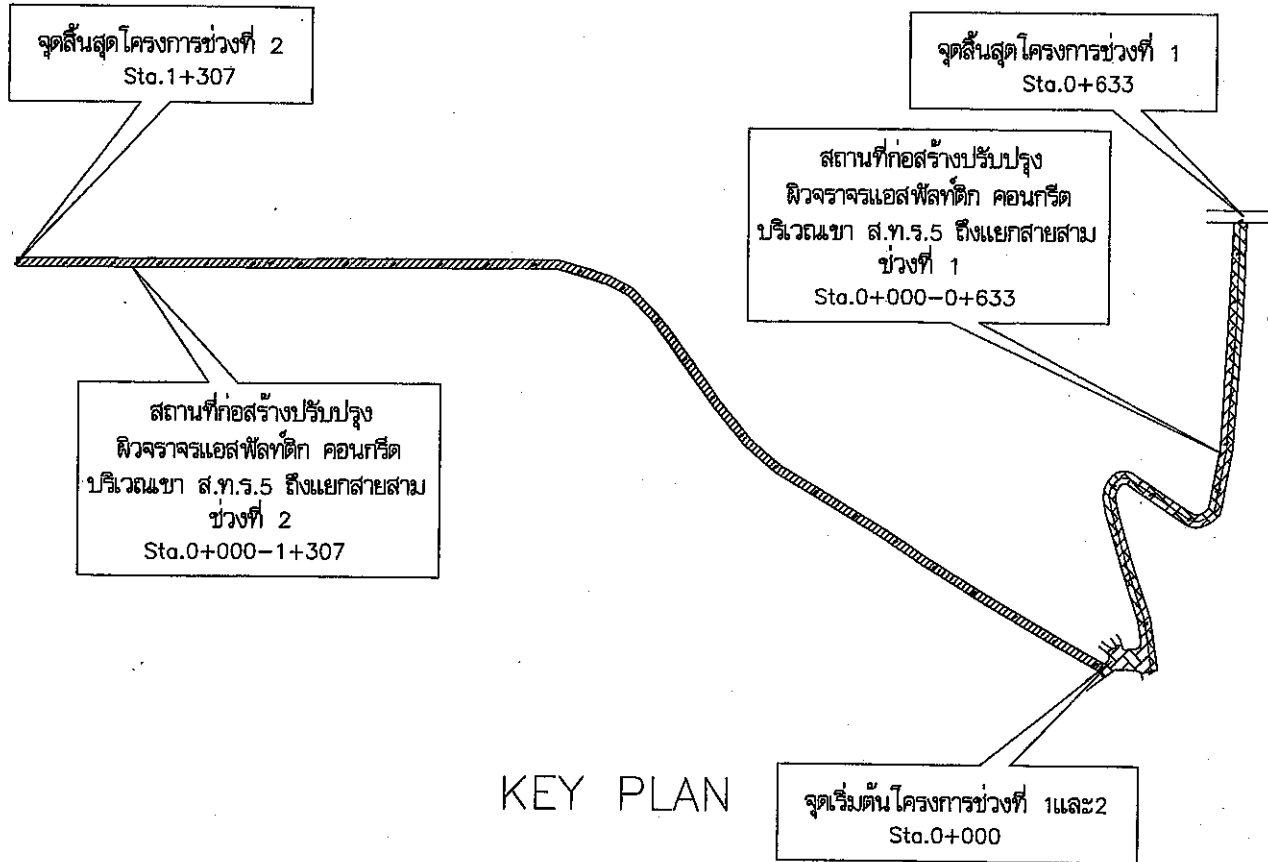 จุดสิ้นสุดโครงการช่วงที่ 2
Sta.1+307
จุดสิ้นสุดโครงการช่วงที่ 1
Sta.0+633
สถานที่ก่อสร้างปรับปรุง
ผิวจราจรแอสฟัลท์ติก คอนกรีต
บริเวณเขา ส.ท.ร.5 ถึงแยกสายสาม
ช่วงที่ 1
Sta.0+000-0+633
สถานที่ก่อสร้างปรับปรุง
ผิวจราจรแอสฟัลท์ติก คอนกรีต
บริเวณเขา ส.ท.ร.5 ถึงแยกสายสาม
ช่วงที่ 2
Sta.0+000-1+307
KEY PLAN
จุดเริ่มต้นโครงการช่วงที่ 1และ2
Sta.0+000